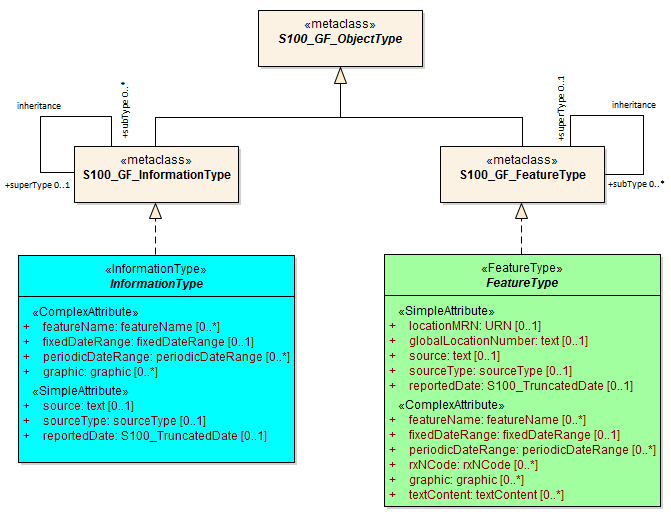 «metaclass»
S100_GF_ObjectType
inheritance
+subType 0..*
+superType 0..1
inheritance
«metaclass»
S100_GF_InformationType
«metaclass»
S100_GF_FeatureType
+superType 0..1
+subType 0..*
«InformationType»
InformationType
«ComplexAttribute»
+ featureName: featureName [0..*]
+ fixedDateRange: fixedDateRange [0..1]
+ periodicDateRange: periodicDateRange [0..*]
+ graphic: graphic [0..*]
«SimpleAttribute»
+ source: text [0..1]
+ sourceType: sourceType [0..1]
+ reportedDate: S100_TruncatedDate [0..1]
«FeatureType»
FeatureType
«SimpleAttribute»
+ locationMRN: URN [0..1]
+ globalLocationNumber: text [0..1]
+ source: text [0..1]
+ sourceType: sourceType [0..1]
+ reportedDate: S100_TruncatedDate [0..1]
«ComplexAttribute»
+ featureName: featureName [0..*]
+ fixedDateRange: fixedDateRange [0..1]
+ periodicDateRange: periodicDateRange [0..*]
+ rxNCode: rxNCode [0..*]
+ graphic: graphic [0..*]
+ textContent: textContent [0..*]